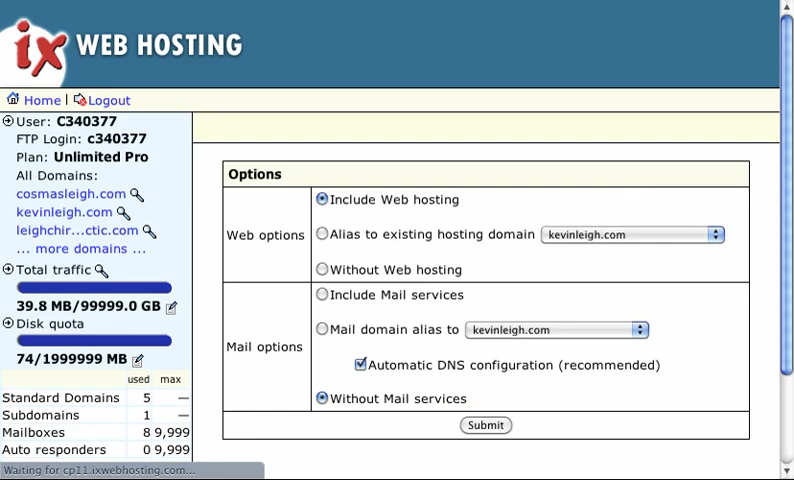 ix WEB HOSTING
Home | Logout
User: C340377
FTP Login: c340377
Plan: Unlimited Pro
All Domains:
cosmasleigh.com
kevinleigh.com
leighchir...ctic.com
... more domains ...
Total traffic
39.8 MB/99999.0 GB
Disk quota
74/1999999 MB
used max
Standard Domains 5 —
Subdomains 1 —
Mailboxes 8 9,999
Auto responders 0 9,999
Waiting for cp11.ixwebhosting.com...
Options
Web options
Include Web hosting
Alias to existing hosting domain kevinleigh.com
Without Web hosting
Mail options
Include Mail services
Mail domain alias to kevinleigh.com
Automatic DNS configuration (recommended)
Without Mail services
Submit